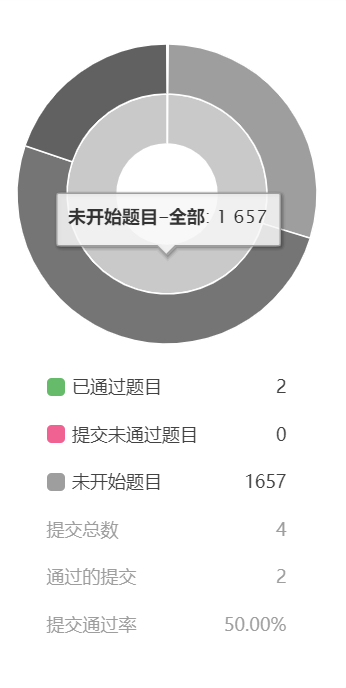 未开始题目-全部: 1 657
已通过题目 2
提交未通过题目 0
未开始题目 1657
提交总数 4
通过的提交 2
提交通过率 50.00%